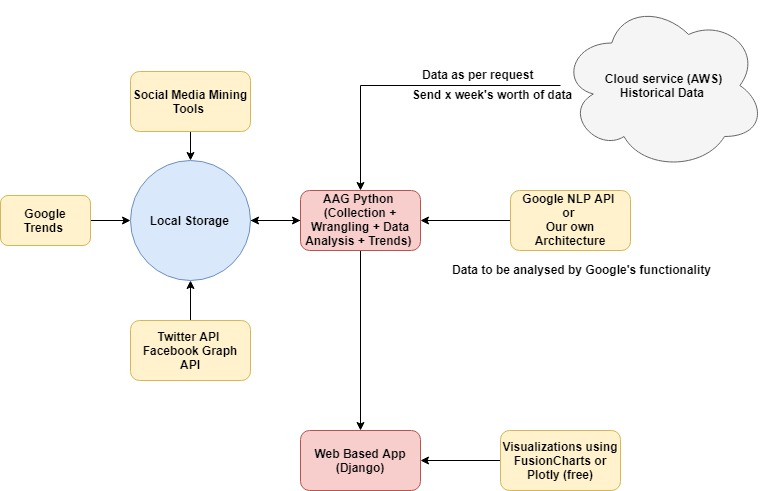 Data as per request
Send x week's worth of data
Cloud service (AWS)
Historical Data
Social Media Mining
Tools
Google
Trends
Local Storage
AAG Python
(Collection +
Wrangling + Data
Analysis + Trends)
Google NLP API
or
Our own
Architecture
Data to be analysed by Google's functionality
Twitter API
Facebook Graph
API
Web Based App
(Django)
Visualizations using
FusionCharts or
Plotly (free)